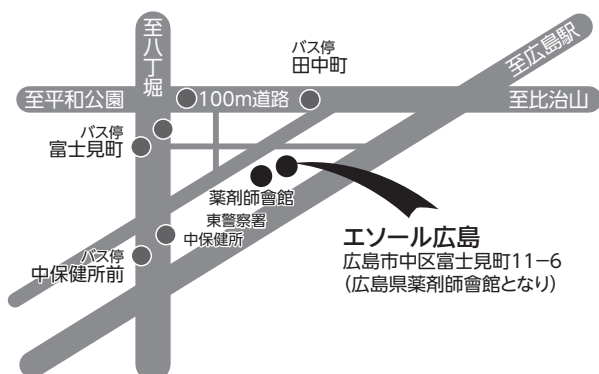 至八丁堀
バス停
田中町
至広島駅
至平和公園
100m道路
至比治山
バス停
富士見町
薬剤師會館
東警察署
中保健所
バス停
中保健所前
エソール広島
広島市中区富士見町11−6
(広島県薬剤師會館となり)